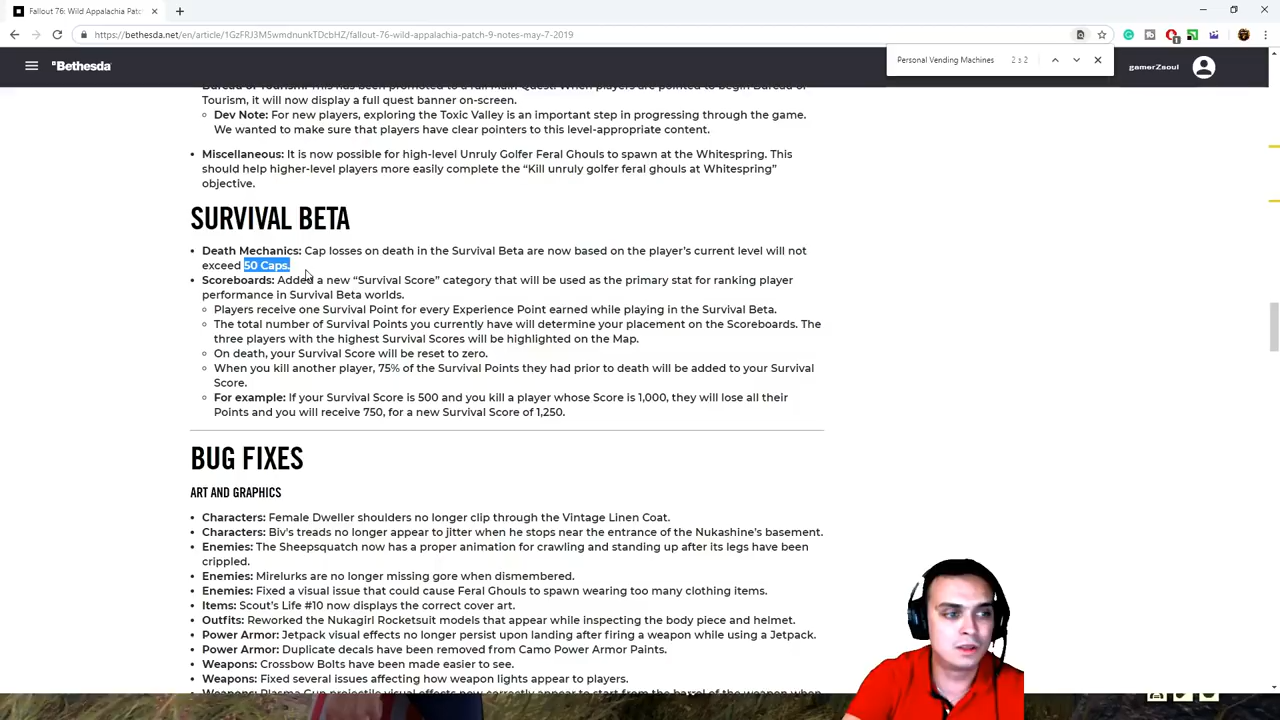 Fallout 76: Wild Appalachia Patc
https://bethesda.net/en/article/1GzFRJ3M5wmdnunkTDcbHZ/fallout-76-wild-appalachia-patch-9-notes-may-7-2019
Personal Vending Machines 2 z 2
Bethesda
gamerZsoul
Bureau of Tourism: This has been promoted to a full Main Quest. When players are pointed to begin Bureau of
Tourism, it will now display a full quest banner on-screen.
Dev Note: For new players, exploring the Toxic Valley is an important step in progressing through the game.
We wanted to make sure that players have clear pointers to this level-appropriate content.
Miscellaneous: It is now possible for high-level Unruly Golfer Feral Ghouls to spawn at the Whitespring. This
should help higher-level players more easily complete the “Kill unruly golfer feral ghouls at Whitespring”
objective.
SURVIVAL BETA
Death Mechanics: Cap losses on death in the Survival Beta are now based on the player’s current level will not
exceed 50 Caps.
Scoreboards: Added a new “Survival Score” category that will be used as the primary stat for ranking player
performance in Survival Beta worlds.
Players receive one Survival Point for every Experience Point earned while playing in the Survival Beta.
The total number of Survival Points you currently have will determine your placement on the Scoreboards. The
three players with the highest Survival Scores will be highlighted on the Map.
On death, your Survival Score will be reset to zero.
When you kill another player, 75% of the Survival Points they had prior to death will be added to your Survival
Score.
For example: If your Survival Score is 500 and you kill a player whose Score is 1,000, they will lose all their
Points and you will receive 750, for a new Survival Score of 1,250.
BUG FIXES
ART AND GRAPHICS
Characters: Female Dweller shoulders no longer clip through the Vintage Linen Coat.
Characters: Biv's treads no longer appear to jitter when he stops near the entrance of the Nukashine's basement.
Enemies: The Sheepsquatch now has a proper animation for crawling and standing up after its legs have been
crippled.
Enemies: Mirelurks are no longer missing gore when dismembered.
Enemies: Fixed a visual issue that could cause Feral Ghouls to spawn wearing too many clothing items.
Items: Scout's Life #10 now displays the correct cover art.
Outfits: Reworked the Nukagirl Rocketsuit models that appear while inspecting the body piece and helmet.
Power Armor: Jetpack visual effects no longer persist upon landing after firing a weapon while using a Jetpack.
Power Armor: Duplicate decals have been removed from Camo Power Armor Paints.
Weapons: Crossbow Bolts have been made easier to see.
Weapons: Fixed several issues affecting how weapon lights appear to players.
Weapons: Plasma Gun projectile visual effects now correctly appear to start from the barrel of the weapon when